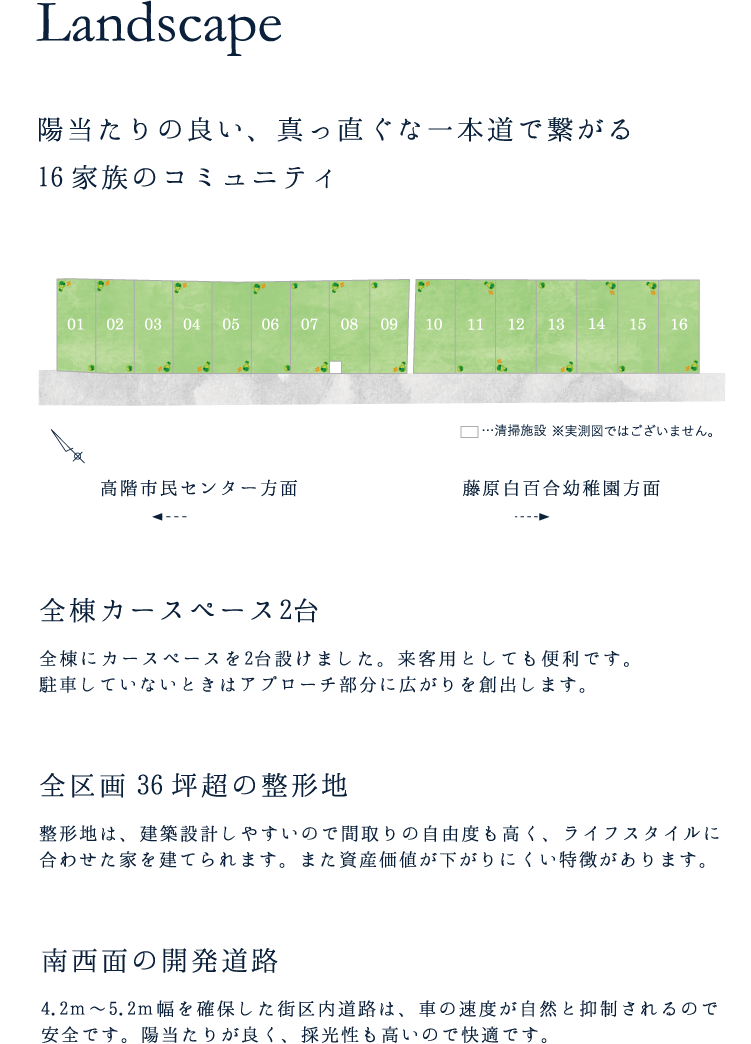 Landscape
陽当たりの良い、真っ直ぐな一本道で繋がる
16 家族のコミュニティ
01 02 03 04 05 06 07 08 09 10 11 12 13 14 15 16
…清掃施設 ※実測図ではございません。
高階市民センター方面 藤原白百合幼稚園方面
全棟カースペース2台
全棟にカースペースを2台設けました。来客用としても便利です。
駐車していないときはアプローチ部分に広がりを創出します。
全区画 36 坪超の整形地
整形地は、建築設計しやすいので間取りの自由度も高く、ライフスタイルに
合わせた家を建てられます。また資産価値が下がりにくい特徴があります。
南西面の開発道路
4.2m～5.2m幅を確保した街区内道路は、車の速度が自然と抑制されるので
安全です。陽当たりが良く、採光性も高いので快適です。